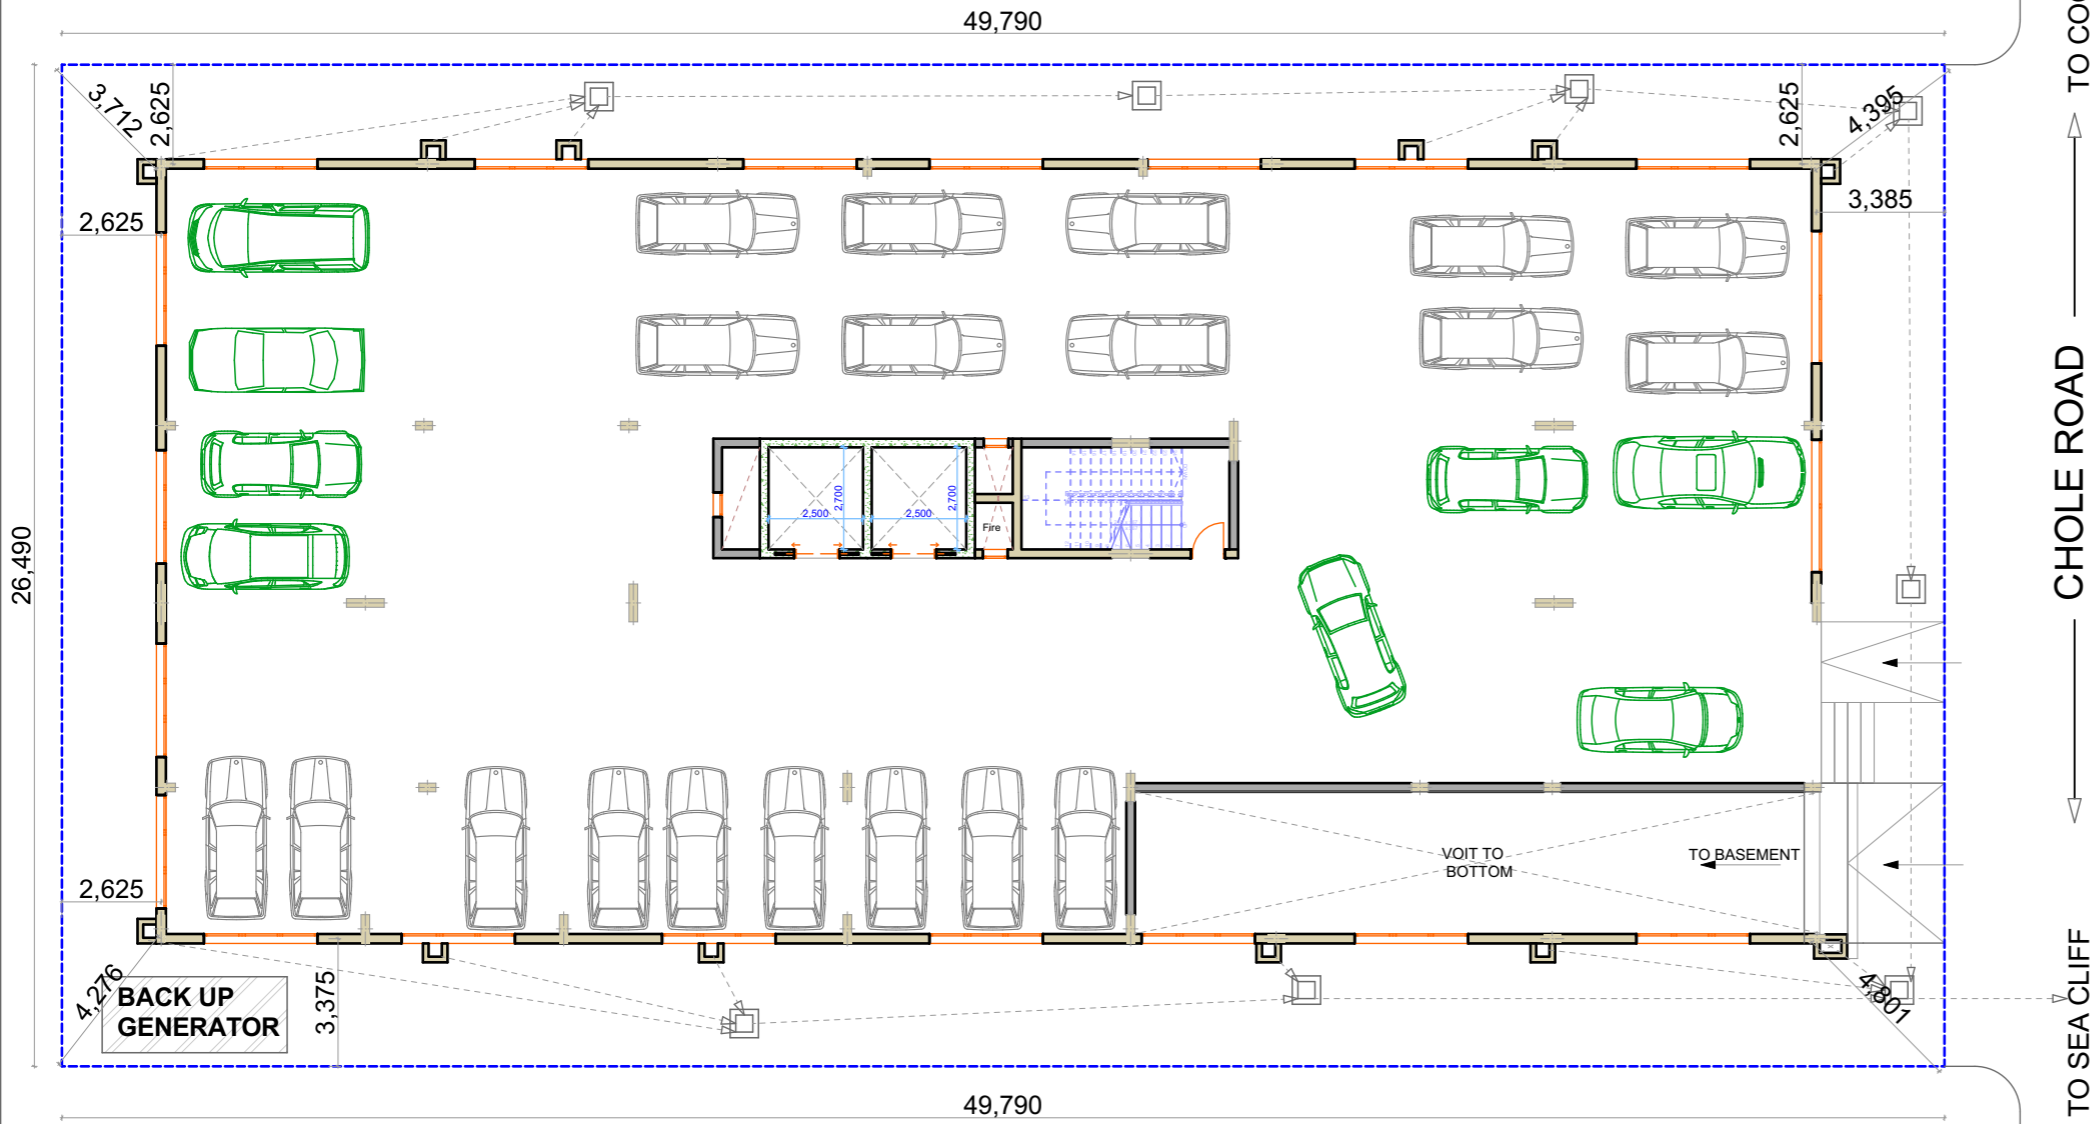 49,790
TO COC
3,712
2,625
2,625
4,395
2,625
3,385
CHOLE ROAD
26,490
2,500
2,700
2,500
2,700
Fire
VOIT TO
BOTTOM
TO BASEMENT
2,625
4,276
BACK UP
GENERATOR
3,375
4,801
TO SEA CLIFF
49,790